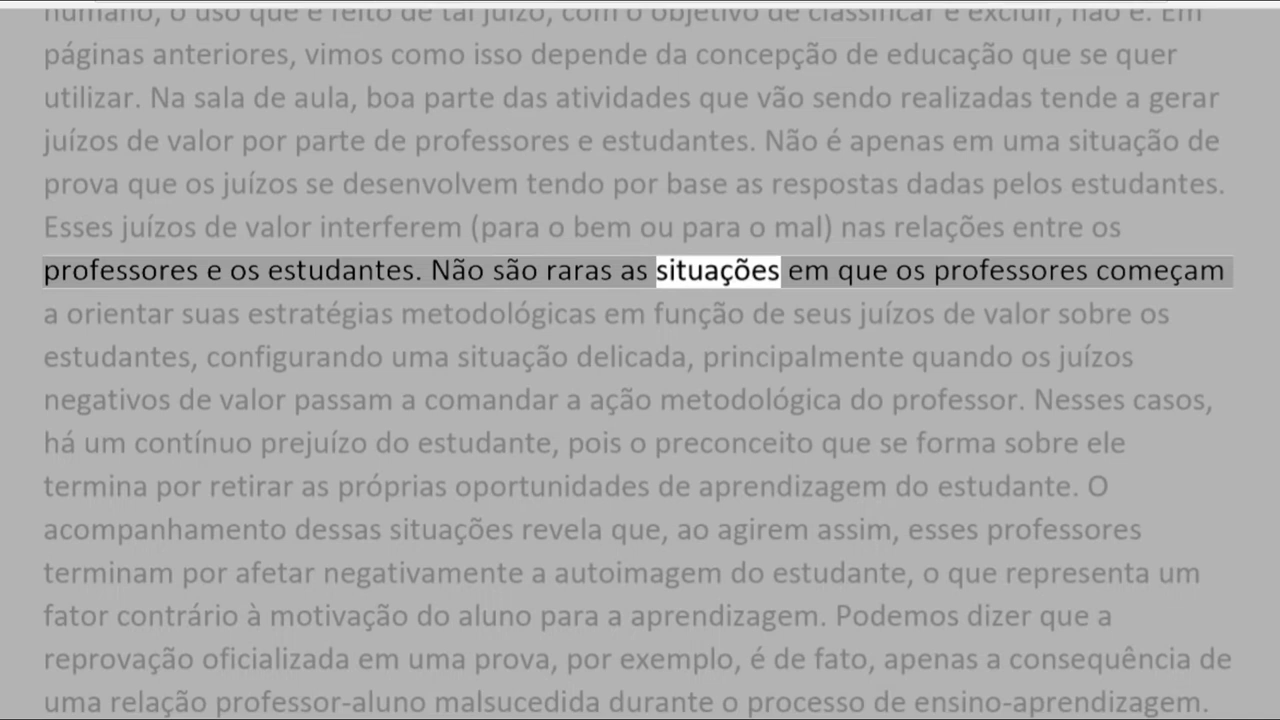 humano, o uso que é feito de tal juízo, com o objetivo de classificar e excluir, não é. Em
páginas anteriores, vimos como isso depende da concepção de educação que se quer
utilizar. Na sala de aula, boa parte das atividades que vão sendo realizadas tende a gerar
juízos de valor por parte de professores e estudantes. Não é apenas em uma situação de
prova que os juízos se desenvolvem tendo por base as respostas dadas pelos estudantes.
Esses juízos de valor interferem (para o bem ou para o mal) nas relações entre os
professores e os estudantes. Não são raras as situações em que os professores começam
a orientar suas estratégias metodológicas em função de seus juízos de valor sobre os
estudantes, configurando uma situação delicada, principalmente quando os juízos
negativos de valor passam a comandar a ação metodológica do professor. Nesses casos,
há um contínuo prejuízo do estudante, pois o preconceito que se forma sobre ele
termina por retirar as próprias oportunidades de aprendizagem do estudante. O
acompanhamento dessas situações revela que, ao agirem assim, esses professores
terminam por afetar negativamente a autoimagem do estudante, o que representa um
fator contrário à motivação do aluno para a aprendizagem. Podemos dizer que a
reprovação oficializada em uma prova, por exemplo, é de fato, apenas a consequência de
uma relação professor-aluno malsucedida durante o processo de ensino-aprendizagem.